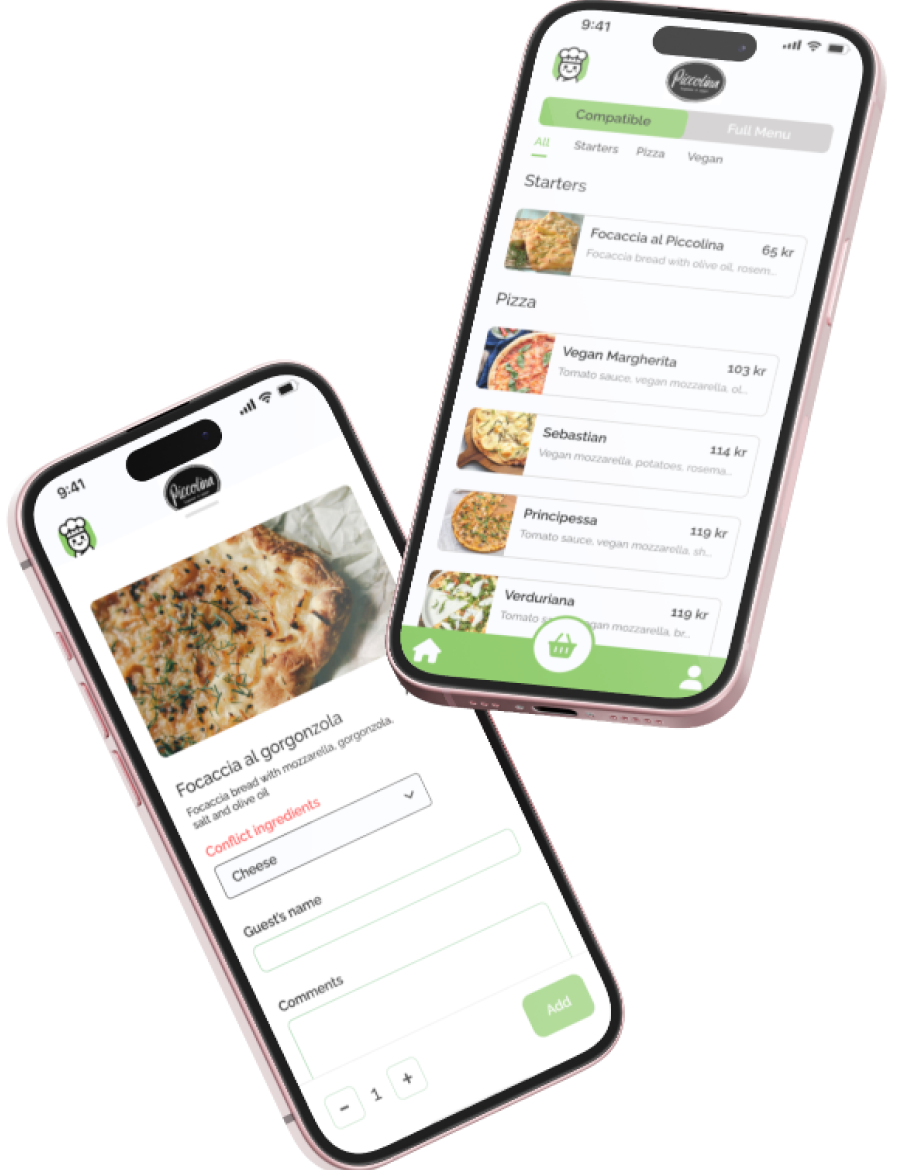 9:41
Piccolina
Compatible
Full Menu
All
Starters
Pizza
Vegan
Starters
Focaccia al Piccolina
65 kr
Focaccia bread with olive oil, rosem...
Pizza
Vegan Margherita
103 kr
Tomato sauce, vegan mozzarella, ol...
Sebastian
114 kr
Vegan mozzarella, potatoes, rosema...
Principessa
119 kr
Tomato sauce, vegan mozzarella, sh...
Verduriana
119 kr
Tomato mozzarella, br...
9:41
Piccolina
Focaccia al gorgonzola
Focaccia bread with mozzarella, gorgonzola,
salt and olive oil
Conflict ingredients
Cheese
Guest's name
Comments
Add
− 1 +